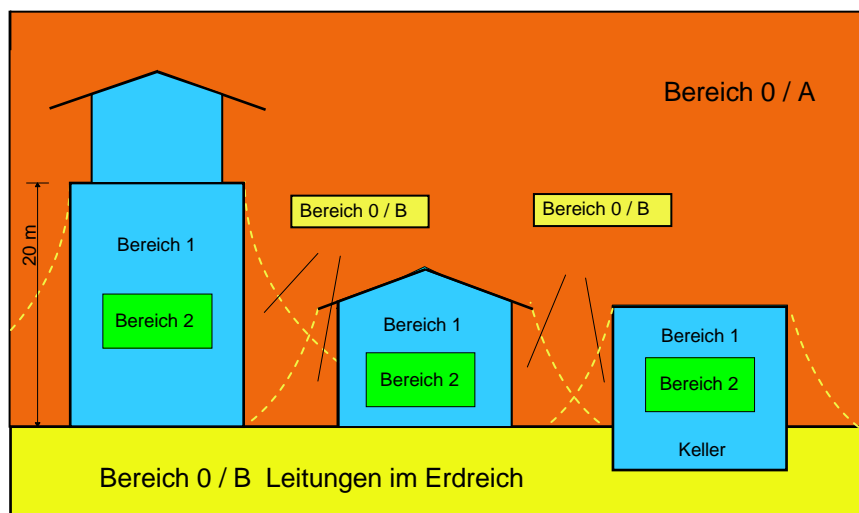 Bereich 0 / A
20 m
Bereich 0 / B
Bereich 0 / B
Bereich 1
Bereich 2
Bereich 1
Bereich 2
Bereich 1
Bereich 2
Keller
Bereich 0 / B Leitungen im Erdreich